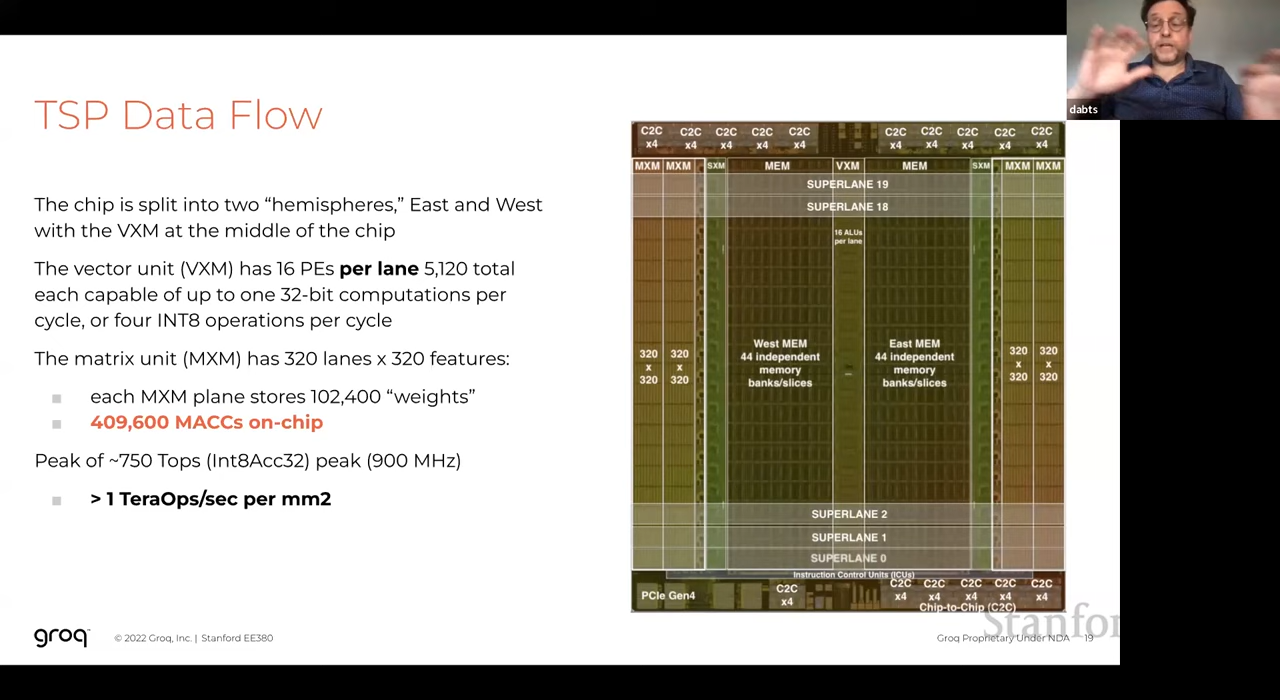 dabts
TSP Data Flow
The chip is split into two “hemispheres,” East and West
with the VXM at the middle of the chip
The vector unit (VXM) has 16 PEs per lane 5,120 total
each capable of up to one 32-bit computations per
cycle, or four INT8 operations per cycle
The matrix unit (MXM) has 320 lanes x 320 features:
each MXM plane stores 102,400 “weights”
409,600 MACCs on-chip
Peak of ~750 Tops (Int8Acc32) peak (900 MHz)
> 1 TeraOps/sec per mm2
C2C C2C C2C C2C C2C C2C C2C C2C C2C C2C
x4 x4 x4 x4 x4 x4 x4 x4 x4 x4
MXM MXM SXM MEM VXM MEM SXM MXM MXM
SUPERLANE 19
SUPERLANE 18
16 ALUs
per lane
West MEM
44 independent
memory
banks/slices
East MEM
44 independent
memory
banks/slices
320 320 320 320
x x x x
320 320 320 320
SUPERLANE 2
SUPERLANE 1
SUPERLANE 0
Instruction Control Units (ICUs)
PCIe Gen4
C2C C2C C2C C2C C2C C2C
x4 x4 x4 x4 x4 x4
Chip-to-Chip (C2C)
Stanfor
groq
© 2022 Groq, Inc. | Stanford EE380
Groq Proprietary Under NDA 19